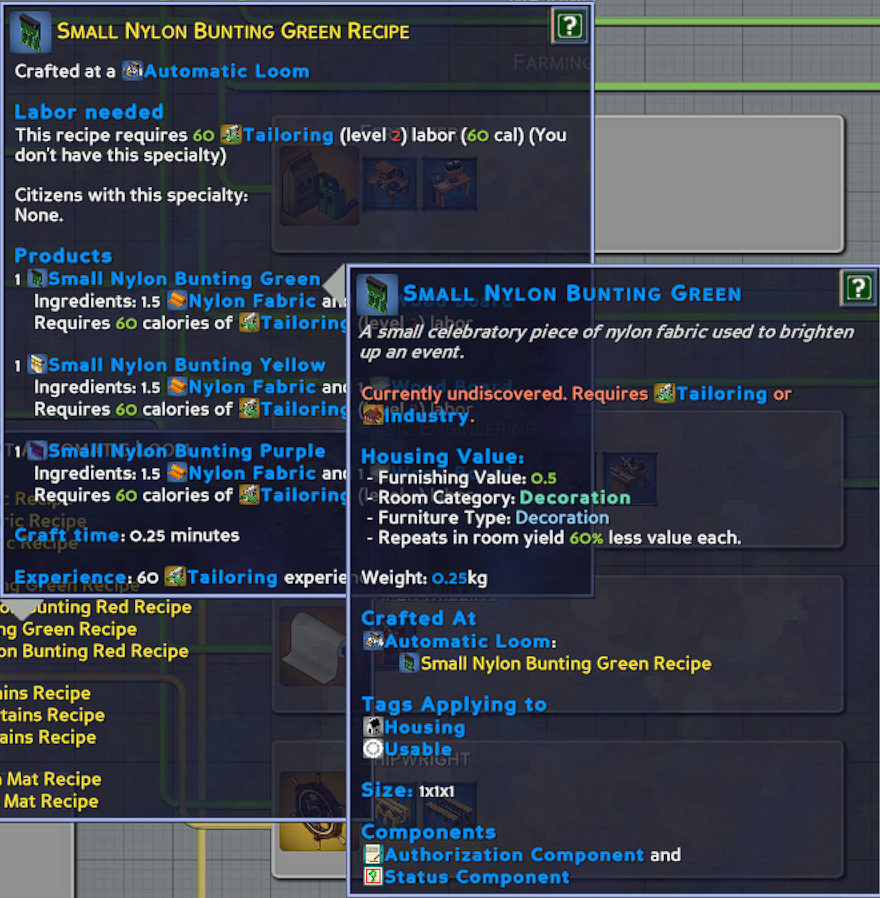 SMALL NYLON BUNTING GREEN RECIPE
?
FARMING
Crafted at a Automatic Loom
Labor needed
This recipe requires 60 Tailoring (level 2) labor (60 cal) (You
don't have this specialty)
Citizens with this specialty:
None.
Products
1 Small Nylon Bunting Green
Ingredients: 1.5 Nylon Fabric
Requires 60 calories of Tailoring
1 Small Nylon Bunting Yellow
Ingredients: 1.5 Nylon Fabric
Requires 60 calories of Tailoring
1 Small Nylon Bunting Purple
Ingredients: 1.5 Nylon Fabric
Requires 60 calories of Tailoring
Craft time: 0.25 minutes
Experience: 60 Tailoring experien
Bunting Red Recipe
ng Green Recipe
on Bunting Red Recipe
ains Recipe
tains Recipe
ains Recipe
Mat Recipe
Mat Recipe
SMALL NYLON BUNTING GREEN
?
A small celebratory piece of nylon fabric used to brighten
up an event.
Currently undiscovered. Requires Tailoring or
Industry.
Housing Value:
- Furnishing Value: 0.5
- Room Category: Decoration
- Furniture Type: Decoration
- Repeats in room yield 60% less value each.
Weight: 0.25kg
Crafted At
Automatic Loom:
Small Nylon Bunting Green Recipe
Tags Applying to
Housing
Usable
HIPWRIGHT
Size: 1x1x1
Components
Authorization Component and
Status Component